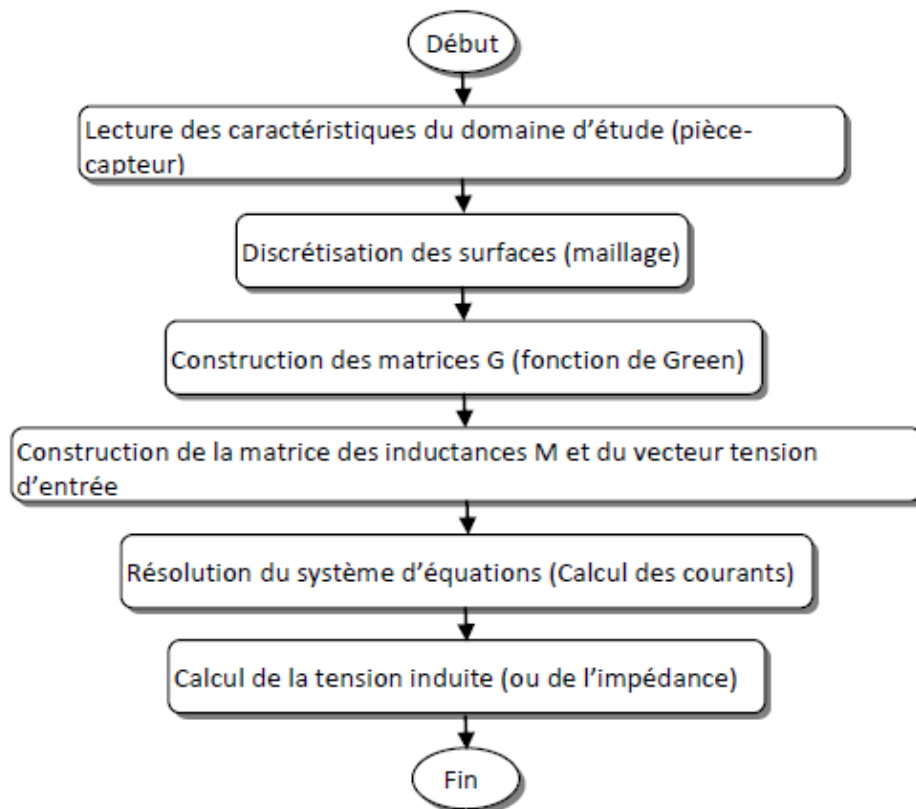 Début
Lecture des caractéristiques du domaine d'étude (pièce-
capteur)
Discrétisation des surfaces (maillage)
Construction des matrices G (fonction de Green)
Construction de la matrice des inductances M et du vecteur tension
d'entrée
Résolution du système d'équations (Calcul des courants)
Calcul de la tension induite (ou de l'impédance)
Fin